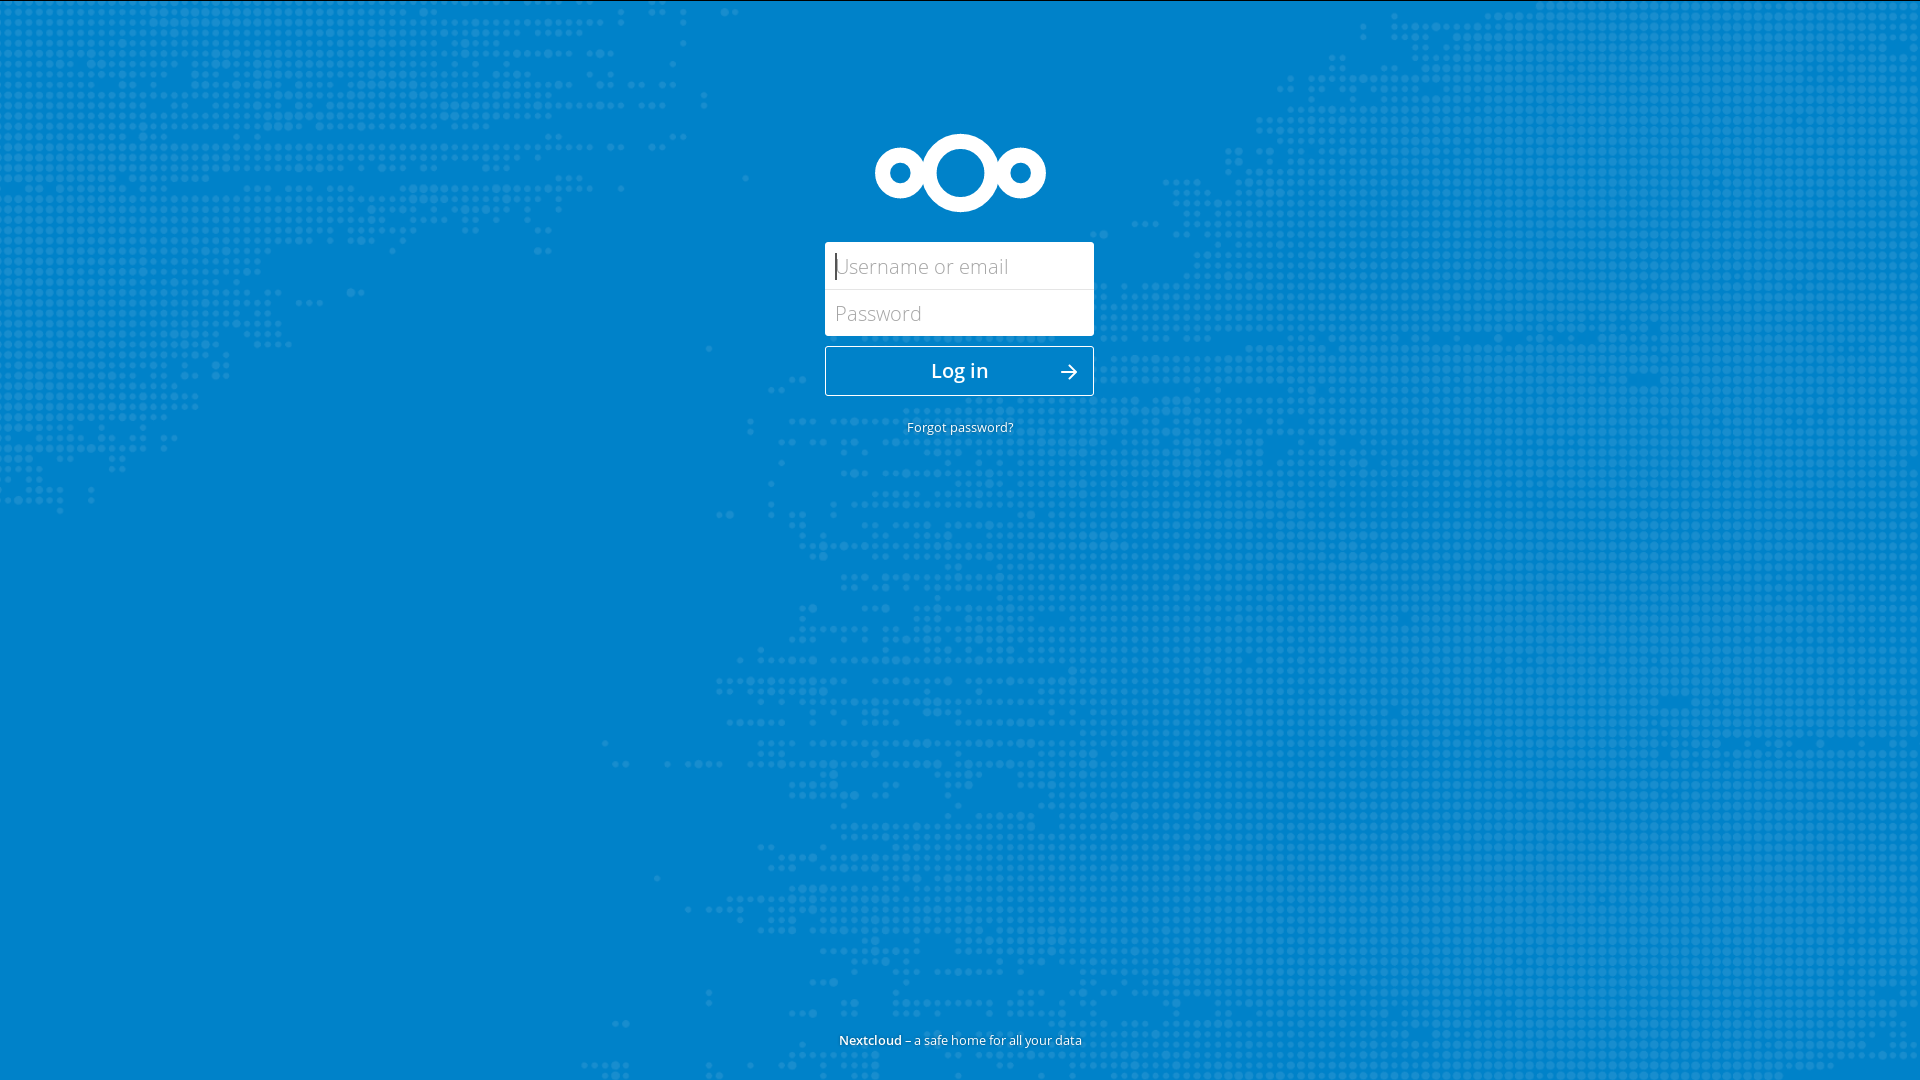 Username or email
Password
Log in
Forgot password?
Nextcloud – a safe home for all your data